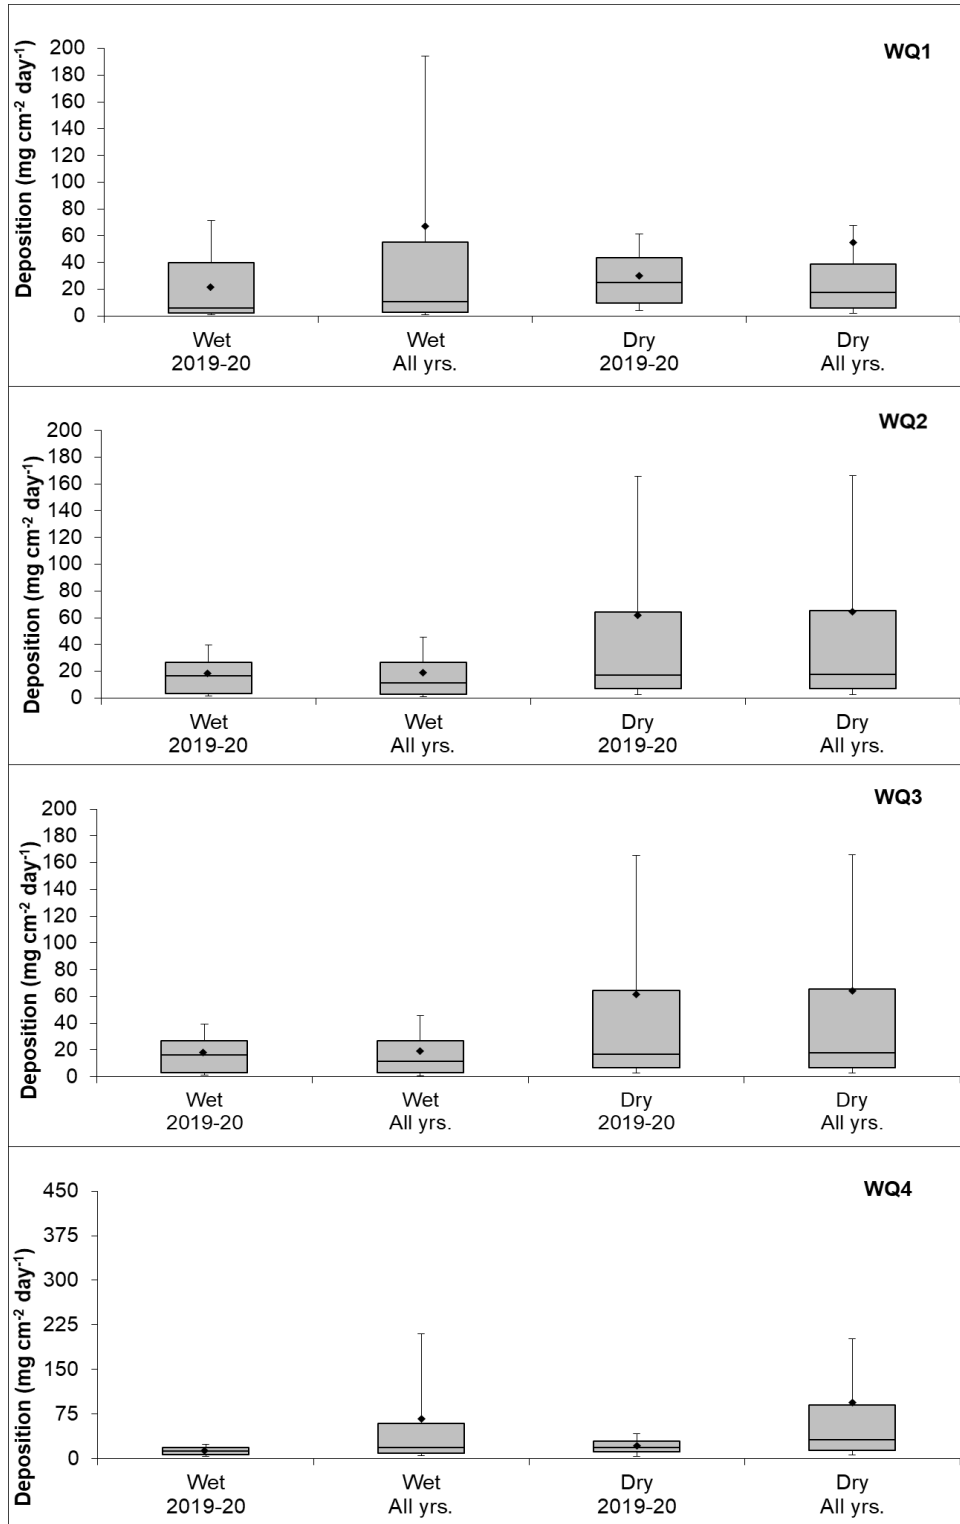 WQ1
Deposition (mg cm-2 day-1)
200
180
160
140
120
100
80
60
40
20
0
Wet Wet Dry Dry
2019-20 All yrs. 2019-20 All yrs.
WQ2
Deposition (mg cm-2 day-1)
200
180
160
140
120
100
80
60
40
20
0
Wet Wet Dry Dry
2019-20 All yrs. 2019-20 All yrs.
WQ3
Deposition (mg cm-2 day-1)
200
180
160
140
120
100
80
60
40
20
0
Wet Wet Dry Dry
2019-20 All yrs. 2019-20 All yrs.
WQ4
Deposition (mg cm-2 day-1)
450
375
300
225
150
75
0
Wet Wet Dry Dry
2019-20 All yrs. 2019-20 All yrs.